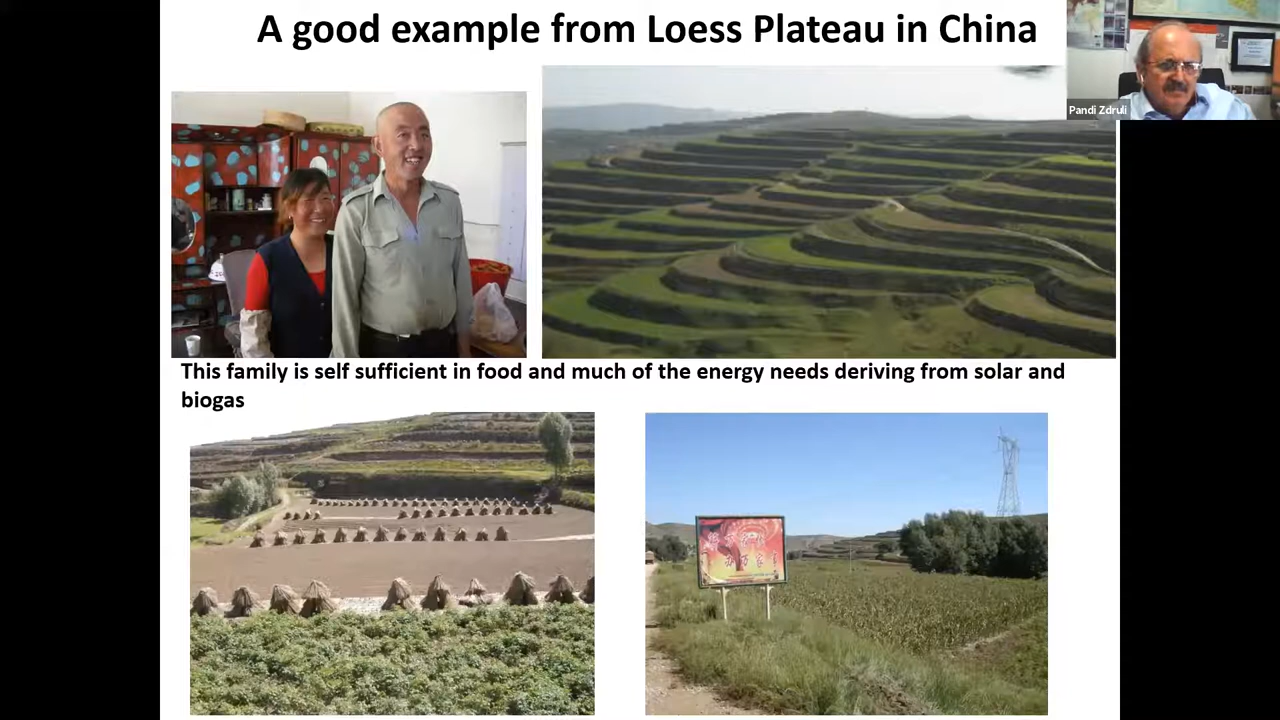 A good example from Loess Plateau in China
Pandi Zdruli
This family is self sufficient in food and much of the energy needs deriving from solar and
biogas